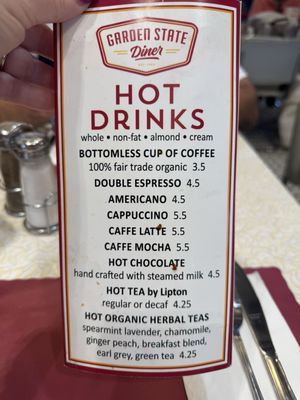 GARDEN STATE
Diner
HOT
DRINKS
whole • non-fat • almond • cream
BOTTOMLESS CUP OF COFFEE
100% fair trade organic 3.5
DOUBLE ESPRESSO 4.5
AMERICANO 4.5
CAPPUCCINO 5.5
CAFFE LATTE 5.5
CAFFE MOCHA 5.5
HOT CHOCOLATE
hand crafted with steamed milk 4.5
HOT TEA by Lipton
regular or decaf 4.25
HOT ORGANIC HERBAL TEAS
spearmint lavender, chamomile,
ginger peach, breakfast blend,
earl grey, green tea 4.25